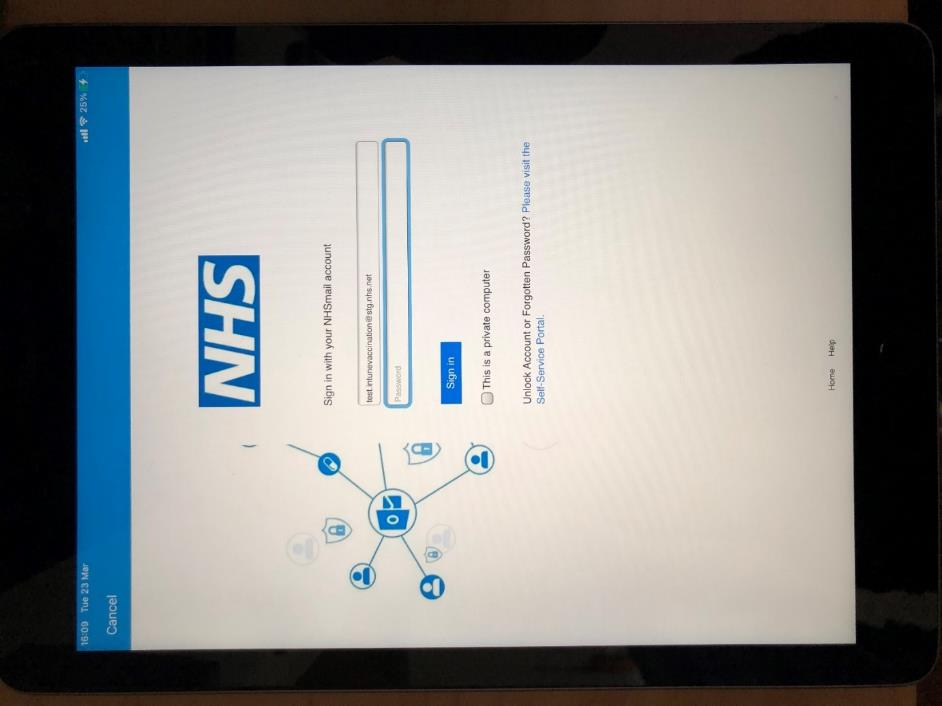 16:09 Tue 23 Mar
25%
Cancel
NHS
Sign in with your NHSmail account
test.intunevaccination@stg.nhs.net
Password
Sign in
This is a private computer
Unlock Account or Forgotten Password? Please visit the
Self-Service Portal.
Home Help